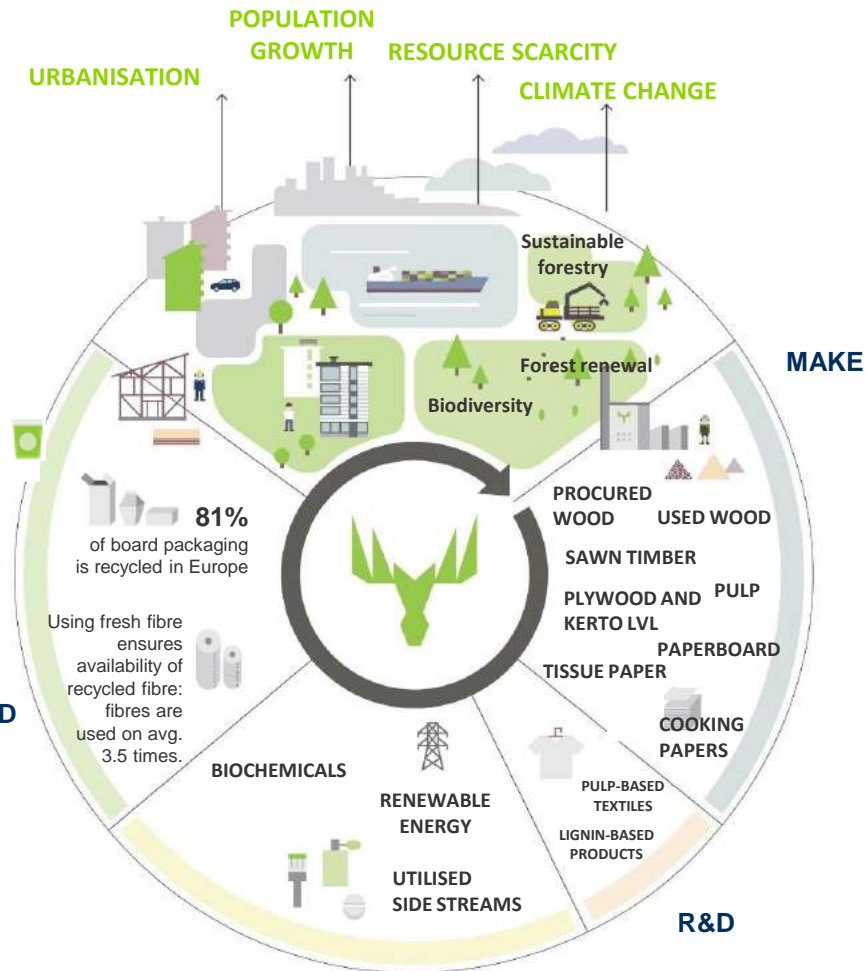 POPULATION
GROWTH
RESOURCE SCARCITY
URBANISATION
CLIMATE CHANGE
Sustainable
forestry
Forest renewal
Biodiversity
MAKE
PROCURED
WOOD
USED WOOD
SAWN TIMBER
PLYWOOD AND
KERTO LVL
PULP
PAPERBOARD
TISSUE PAPER
COOKING
PAPERS
81%
of board packaging
is recycled in Europe
Using fresh fibre
ensures
availability of
recycled fibre:
fibres are
used on avg.
3.5 times.
D
BIOCHEMICALS
RENEWABLE
ENERGY
UTILISED
SIDE STREAMS
PULP-BASED
TEXTILES
LIGNIN-BASED
PRODUCTS
R&D